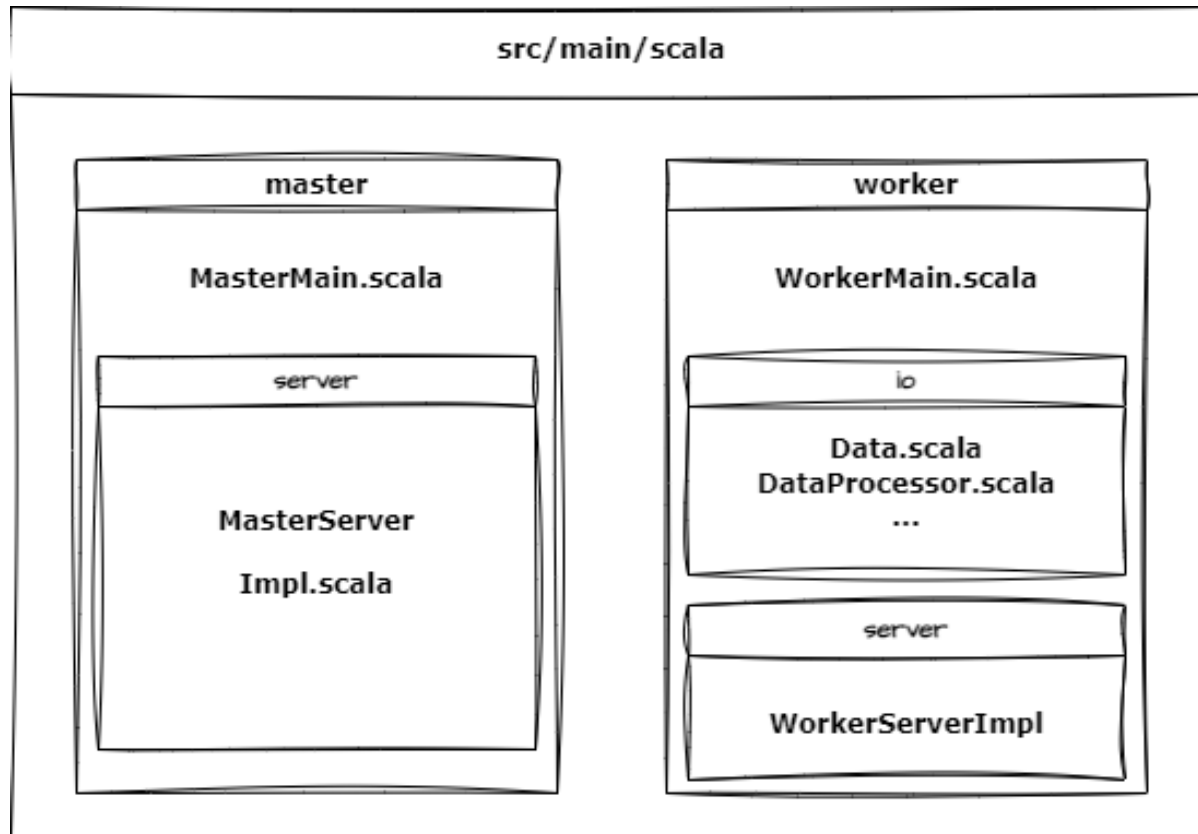 src/main/scala
master
MasterMain.scala
server
MasterServer
Impl.scala
worker
WorkerMain.scala
io
Data.scala
DataProcessor.scala
...
server
WorkerServerImpl